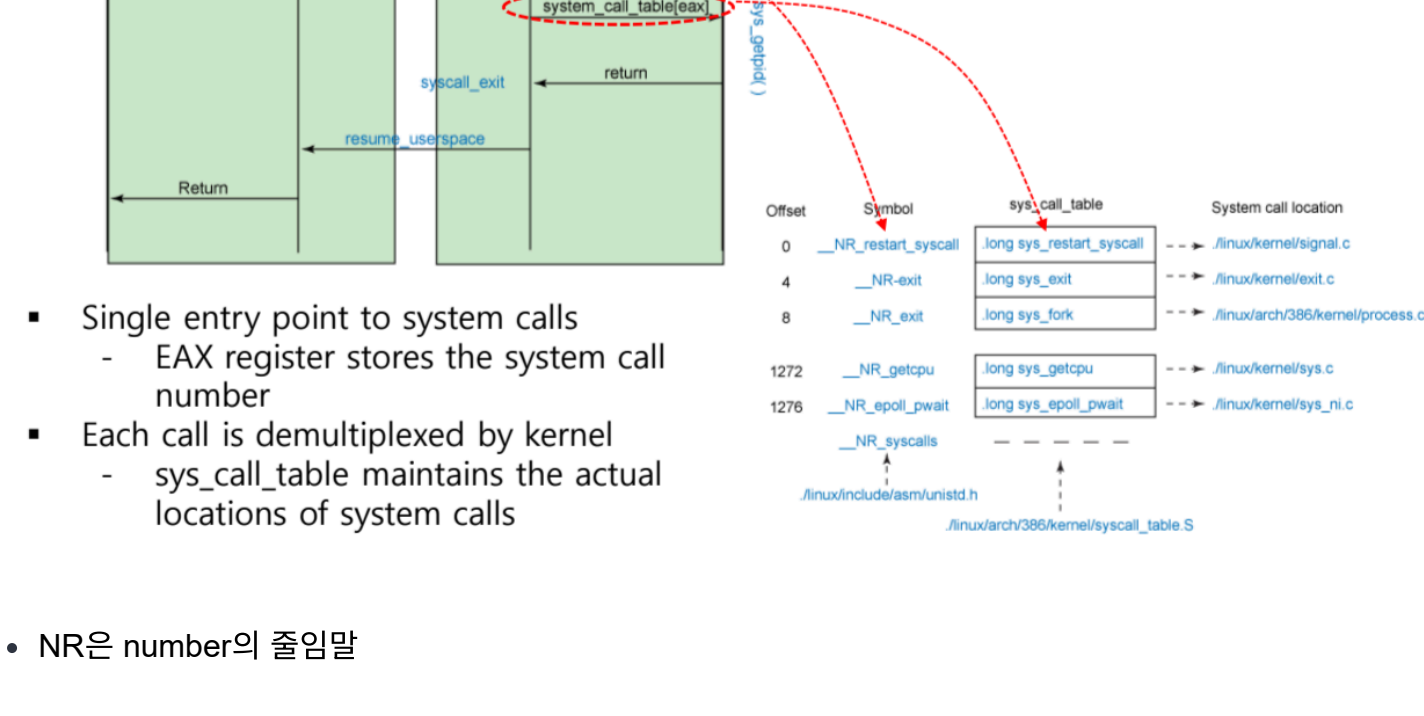 system_call_table[eax]
sys_getpid( )
return
syscall_exit
resume_userspace
Return
Offset Symbol sys_call_table System call location
0 __NR_restart_syscall .long sys_restart_syscall ./linux/kernel/signal.c
4 __NR-exit .long sys_exit ./linux/kernel/exit.c
8 __NR_exit .long sys_fork ./linux/arch/386/kernel/process.c
1272 __NR_getcpu .long sys_getcpu ./linux/kernel/sys.c
1276 __NR_epoll_pwait .long sys_epoll_pwait ./linux/kernel/sys_ni.c
__NR_syscalls
./linux/include/asm/unistd.h
./linux/arch/386/kernel/syscall_table.S
▪ Single entry point to system calls
- EAX register stores the system call
number
▪ Each call is demultiplexed by kernel
- sys_call_table maintains the actual
locations of system calls
• NR은 number의 줄임말